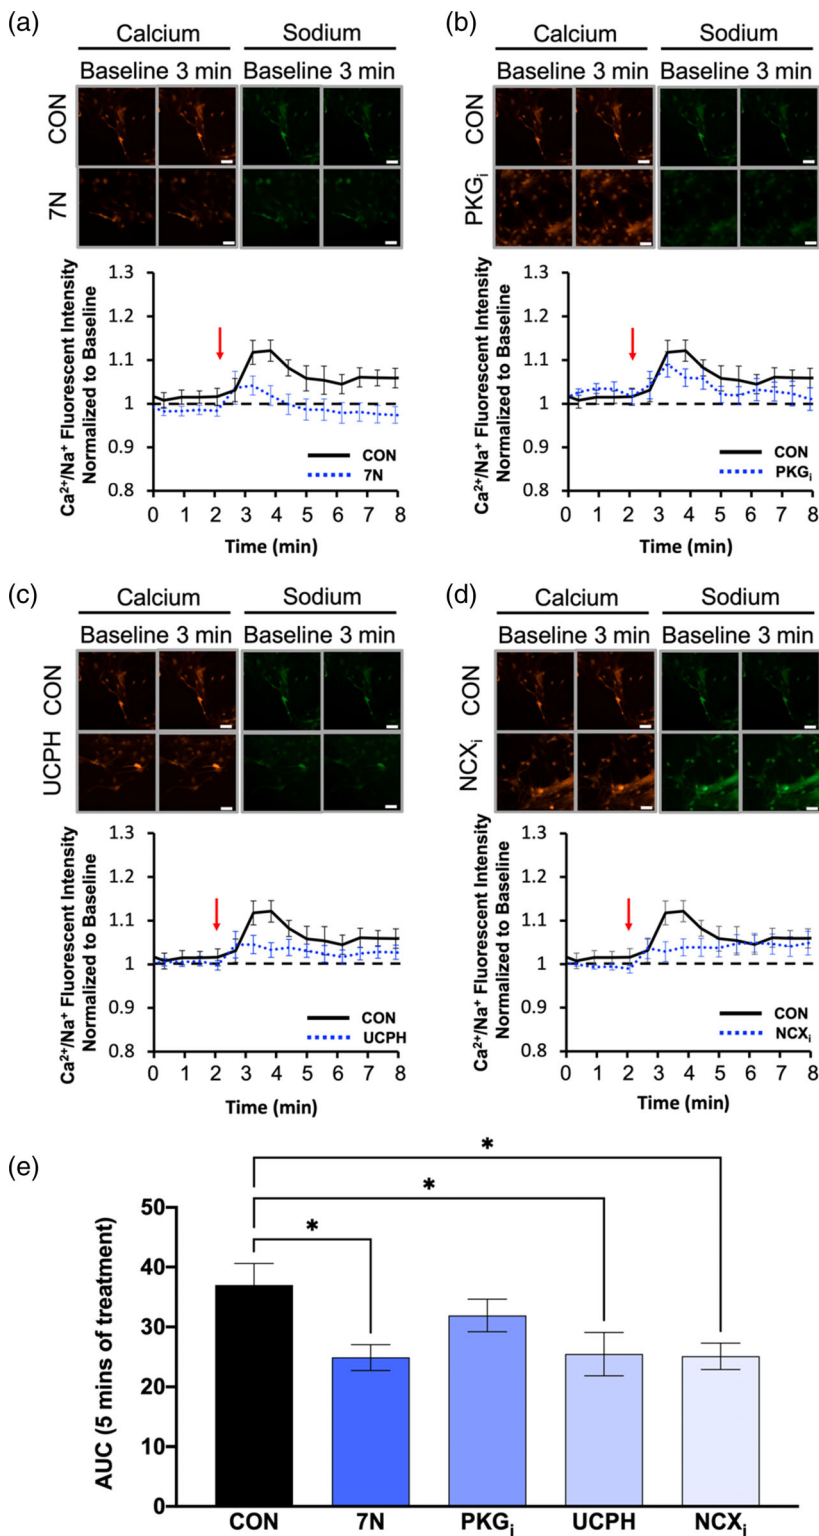 (a)
Calcium Sodium
Baseline 3 min Baseline 3 min
CON
7N
Ca²⁺/Na⁺ Fluorescent Intensity
Normalized to Baseline
1.3
1.2
1.1
1
0.9
0.8
CON
7N
0 1 2 3 4 5 6 7 8
Time (min)
(b)
Calcium Sodium
Baseline 3 min Baseline 3 min
CON
PKGᵢ
Ca²⁺/Na⁺ Fluorescent Intensity
Normalized to Baseline
1.3
1.2
1.1
1
0.9
0.8
CON
PKGᵢ
0 1 2 3 4 5 6 7 8
Time (min)
(c)
Calcium Sodium
Baseline 3 min Baseline 3 min
CON
UCPH
Ca²⁺/Na⁺ Fluorescent Intensity
Normalized to Baseline
1.3
1.2
1.1
1
0.9
0.8
CON
UCPH
0 1 2 3 4 5 6 7 8
Time (min)
(d)
Calcium Sodium
Baseline 3 min Baseline 3 min
CON
NCXᵢ
Ca²⁺/Na⁺ Fluorescent Intensity
Normalized to Baseline
1.3
1.2
1.1
1
0.9
0.8
CON
NCXᵢ
0 1 2 3 4 5 6 7 8
Time (min)
(e)
AUC (5 mins of treatment)
50
40
30
20
10
0
*
*
*
CON 7N PKGᵢ UCPH NCXᵢ